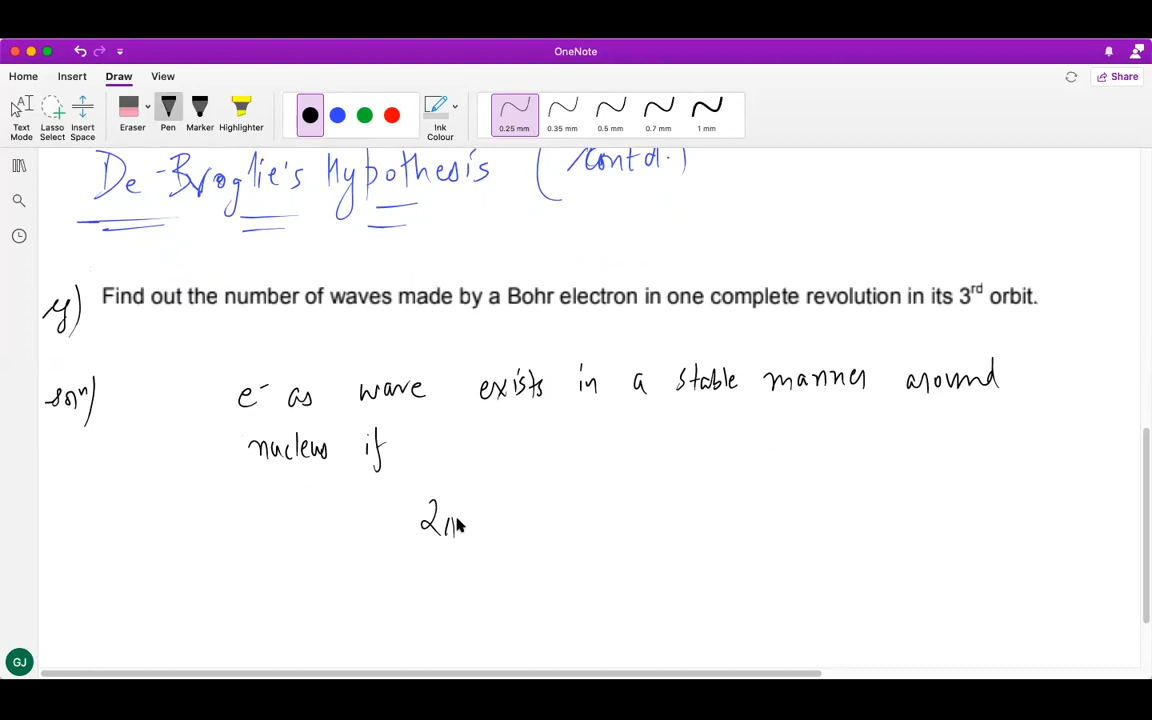 OneNote
Home Insert Draw View
Share
Text Mode
Lasso Select
Insert Space
Eraser
Pen
Marker
Highlighter
Ink Colour
0.25 mm
0.35 mm
0.5 mm
0.7 mm
1 mm
De-Broglie's Hypothesis (Contd.)
Find out the number of waves made by a Bohr electron in one complete revolution in its 3rd orbit.
soln)
e- as wave exists in a stable manner around
nucleus if
2
GJ